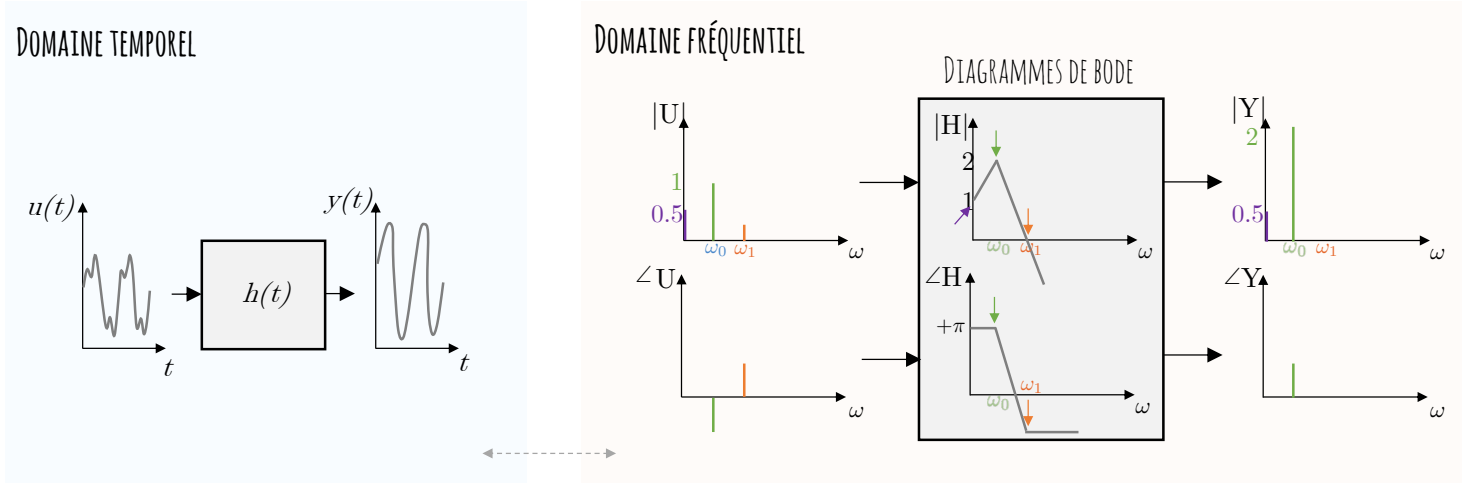 DOMAINE TEMPOREL
u(t)
t
h(t)
y(t)
t
DOMAINE FRÉQUENTIEL
|U|
1
0.5
ω0 ω1
ω
∠U
ω
DIAGRAMMES DE BODE
|H|
2
1
ω0 ω1
ω
∠H
+π
ω1
ω0
ω
|Y|
2
0.5
ω0 ω1
ω
∠Y
ω